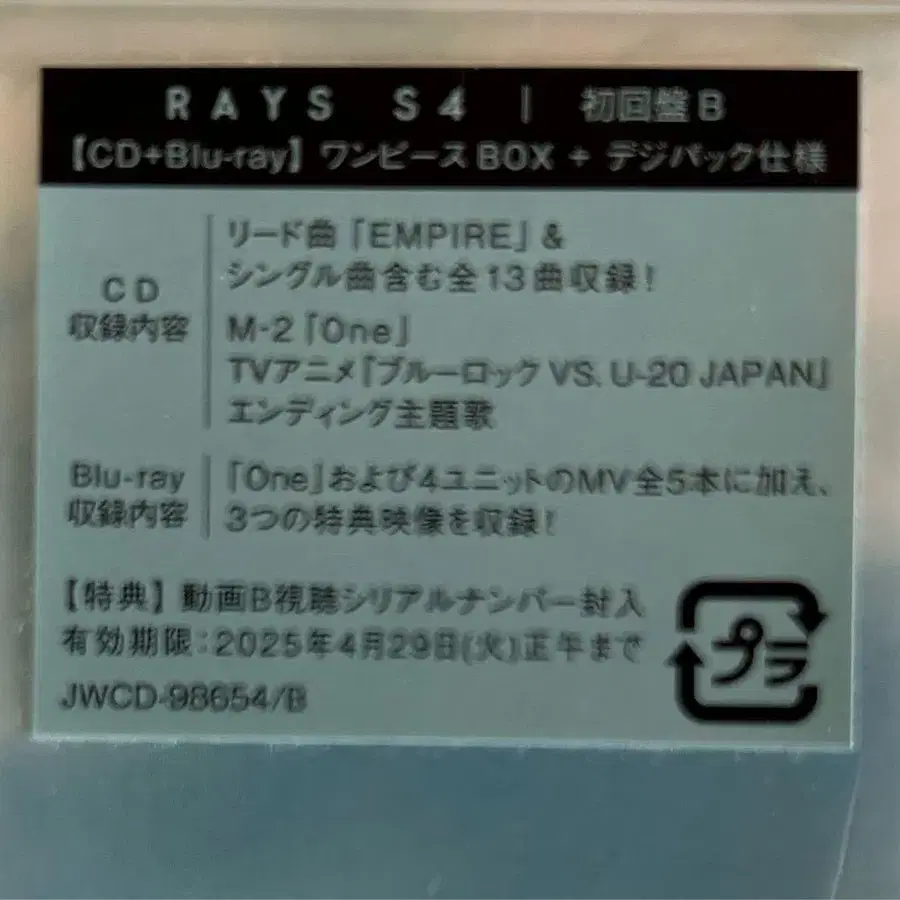 RAYS S4 | 初回盤B
【CD+Blu-ray】ワンピースBOX + デジパック仕様
CD
収録内容
リード曲「EMPIRE」&
シングル曲含む全13曲収録!
M-2「One」
TVアニメ「ブルーロック VS. U-20 JAPAN」
エンディング主題歌
Blu-ray
収録内容
「One」および4ユニットのMV全5本に加え、
3つの特典映像を収録!
【特典】動画B視聴シリアルナンバー封入
有効期限:2025年4月29日(火)正午まで
JWCD-98654/B
プラ